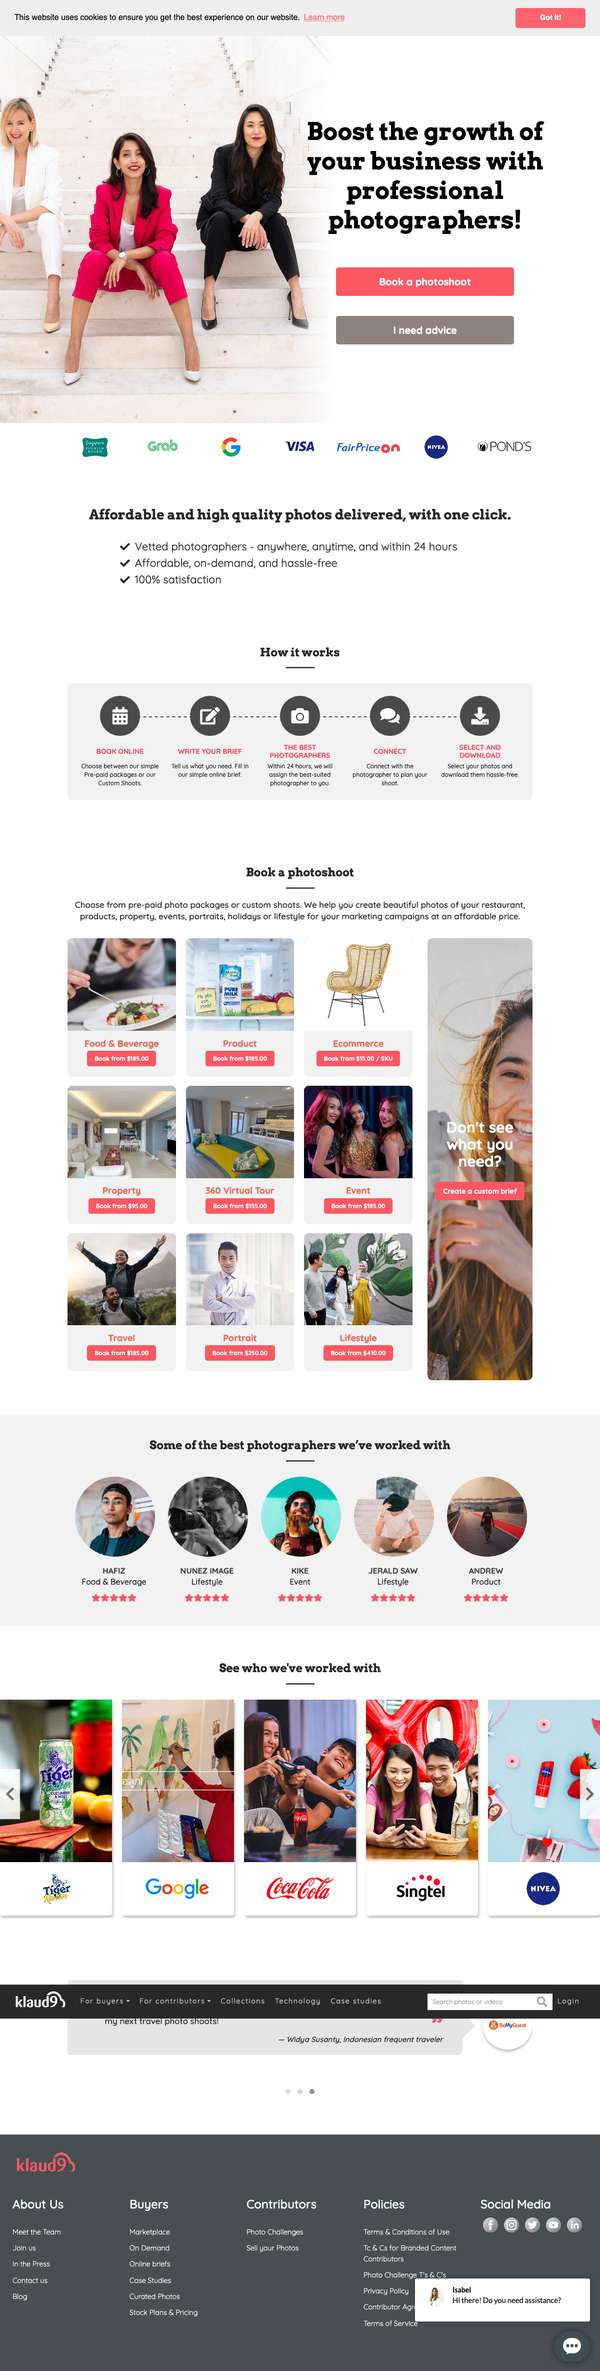 This website uses cookies to ensure you get the best experience on our website. Learn more
Got it!
Boost the growth of
your business with
professional
photographers!
Book a photoshoot
I need advice
Grab
G
VISA
FairPrice on
NIVEA
POND'S
Affordable and high quality photos delivered, with one click.
Vetted photographers - anywhere, anytime, and within 24 hours
Affordable, on-demand, and hassle-free
100% satisfaction
How it works
BOOK ONLINE
Choose between our simple
Pre-paid packages or our
Custom Shoots.
WRITE YOUR BRIEF
Tell us what you need. Fill in
our simple online brief.
THE BEST
PHOTOGRAPHERS
Within 24 hours, we will
assign the best-suited
photographer to you.
CONNECT
Connect with the
photographer to plan your
shoot.
SELECT AND
DOWNLOAD
Select your photos and
download them hassle-free.
Book a photoshoot
Choose from pre-paid photo packages or custom shoots. We help you create beautiful photos of your restaurant,
products, property, events, portraits, holidays or lifestyle for your marketing campaigns at an affordable price.
PURE
MILK
Food & Beverage
Book from $185.00
Product
Book from $185.00
Ecommerce
Book from $15.00 / SKU
Property
Book from $95.00
360 Virtual Tour
Book from $155.00
Event
Book from $185.00
Travel
Book from $185.00
Portrait
Book from $250.00
Lifestyle
Book from $410.00
Don't see
what you
need?
Create a custom brief
Some of the best photographers we've worked with
HAFIZ
Food & Beverage
NUNEZ IMAGE
Lifestyle
KIKE
Event
JERALD SAW
Lifestyle
ANDREW
Product
See who we've worked with
Tiger
Coca-Cola
Tiger
Google
Coca-Cola
Singtel
NIVEA
klaud9
For buyers
For contributors
Collections
Technology
Case studies
Search photos or videos
Login
my next travel photo shoots!
— Widya Susanty, Indonesian frequent traveler
BeMyGuest
klaud9
About Us
Meet the Team
Join us
In the Press
Contact us
Blog
Buyers
Marketplace
On Demand
Online briefs
Case Studies
Curated Photos
Stock Plans & Pricing
Contributors
Photo Challenges
Sell your Photos
Policies
Terms & Conditions of Use
Tc & Cs for Branded Content
Contributors
Photo Challenge T's & C's
Privacy Policy
Contributor Agr
Terms of Service
Social Media
Isabel
Hi there! Do you need assistance?